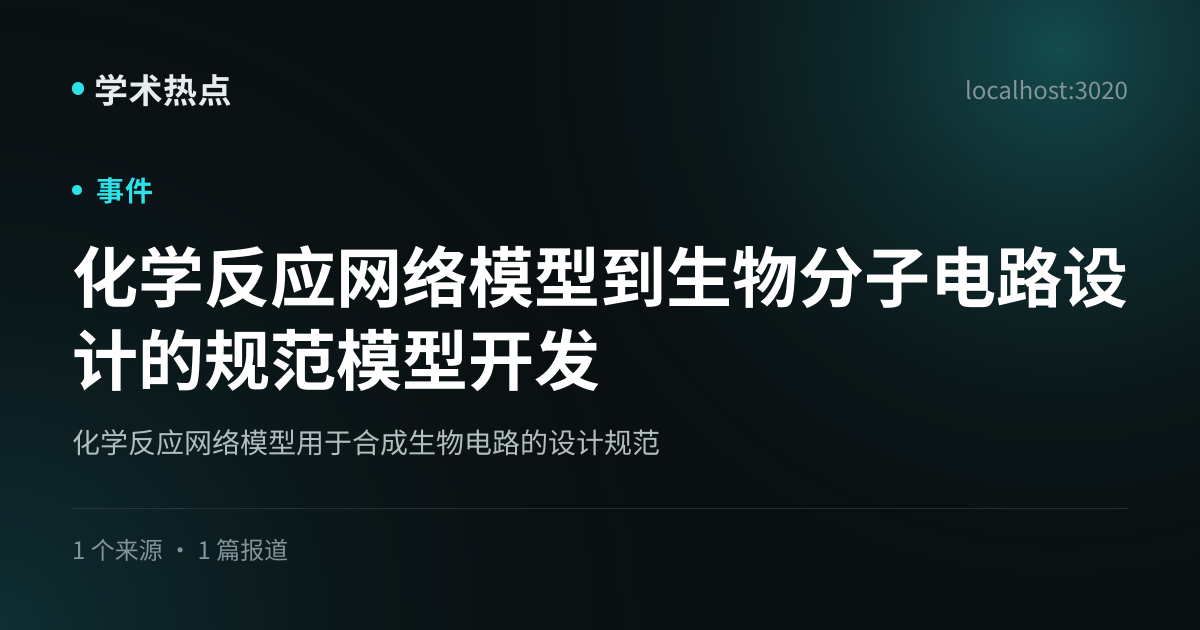 学术热点
localhost:3020
事件
化学反应网络模型到生物分子电路设
计的规范模型开发
化学反应网络模型用于合成生物电路的设计规范
1 个来源 · 1 篇报道